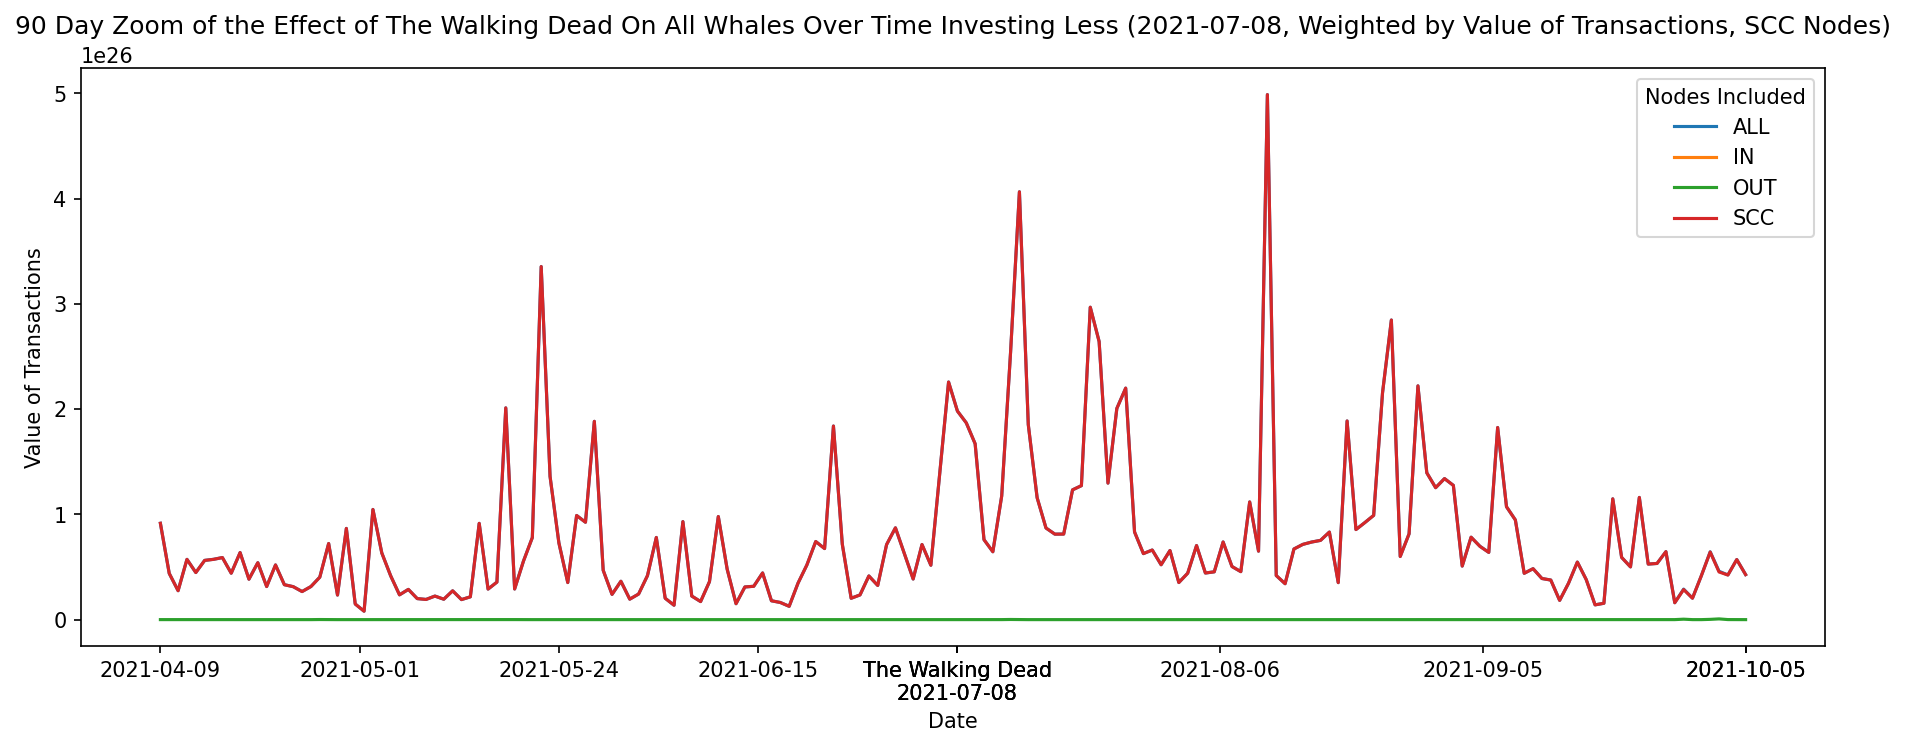 90 Day Zoom of the Effect of The Walking Dead On All Whales Over Time Investing Less (2021-07-08, Weighted by Value of Transactions, SCC Nodes)
1e26
5
4
3
2
1
0
Value of Transactions
Nodes Included
ALL
IN
OUT
SCC
2021-04-09
2021-05-01
2021-05-24
2021-06-15
The Walking Dead
2021-07-08
2021-08-06
2021-09-05
2021-10-05
Date